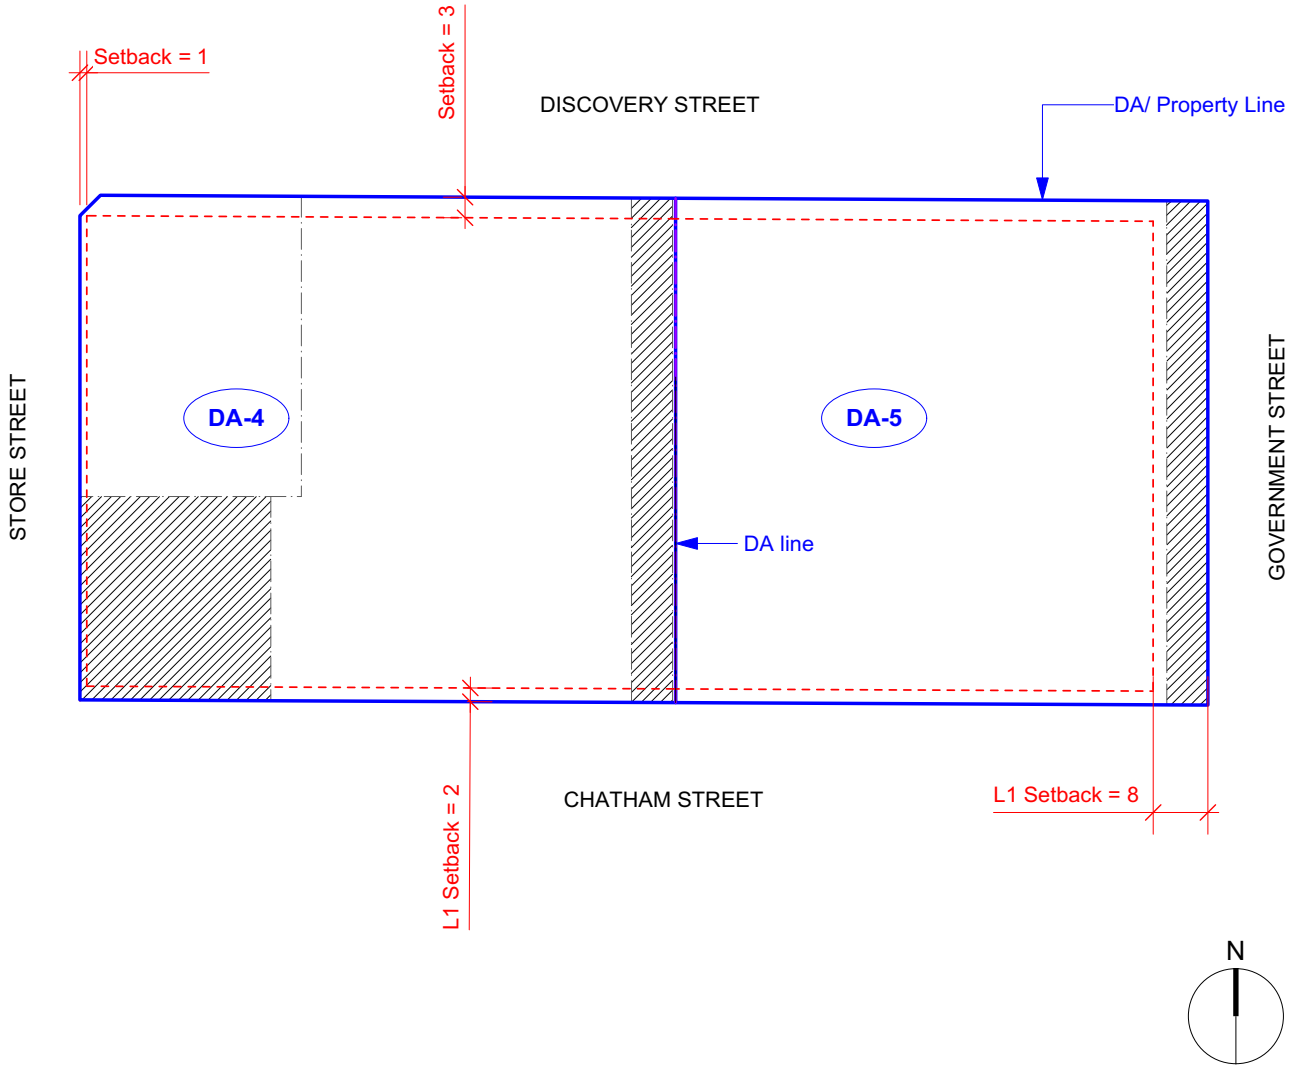 Setback = 1
Setback = 3
DISCOVERY STREET
DA/ Property Line
STORE STREET
DA-4
DA-5
GOVERNMENT STREET
DA line
L1 Setback = 2
CHATHAM STREET
L1 Setback = 8
N